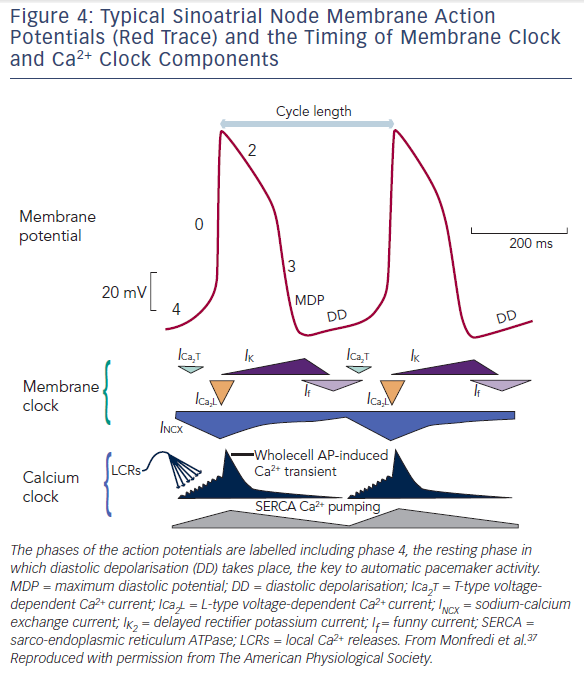 Figure 4: Typical Sinoatrial Node Membrane Action
Potentials (Red Trace) and the Timing of Membrane Clock
and Ca2+ Clock Components
Cycle length
2
Membrane
potential
0
200 ms
3
20 mV
MDP
4
DD
DD
ICa,T
IK
ICa,T
IK
Membrane
clock
If
If
ICa,L
ICa,L
INCX
Calcium
clock
LCRs
Wholecell AP-induced
Ca2+ transient
SERCA Ca2+ pumping
The phases of the action potentials are labelled including phase 4, the resting phase in
which diastolic depolarisation (DD) takes place, the key to automatic pacemaker activity.
MDP = maximum diastolic potential; DD = diastolic depolarisation; ICa,T = T-type voltage-
dependent Ca2+ current; ICa,L = L-type voltage-dependent Ca2+ current; INCX = sodium-calcium
exchange current; IK2 = delayed rectifier potassium current; If = funny current; SERCA =
sarco-endoplasmic reticulum ATPase; LCRs = local Ca2+ releases. From Monfredi et al.37
Reproduced with permission from The American Physiological Society.